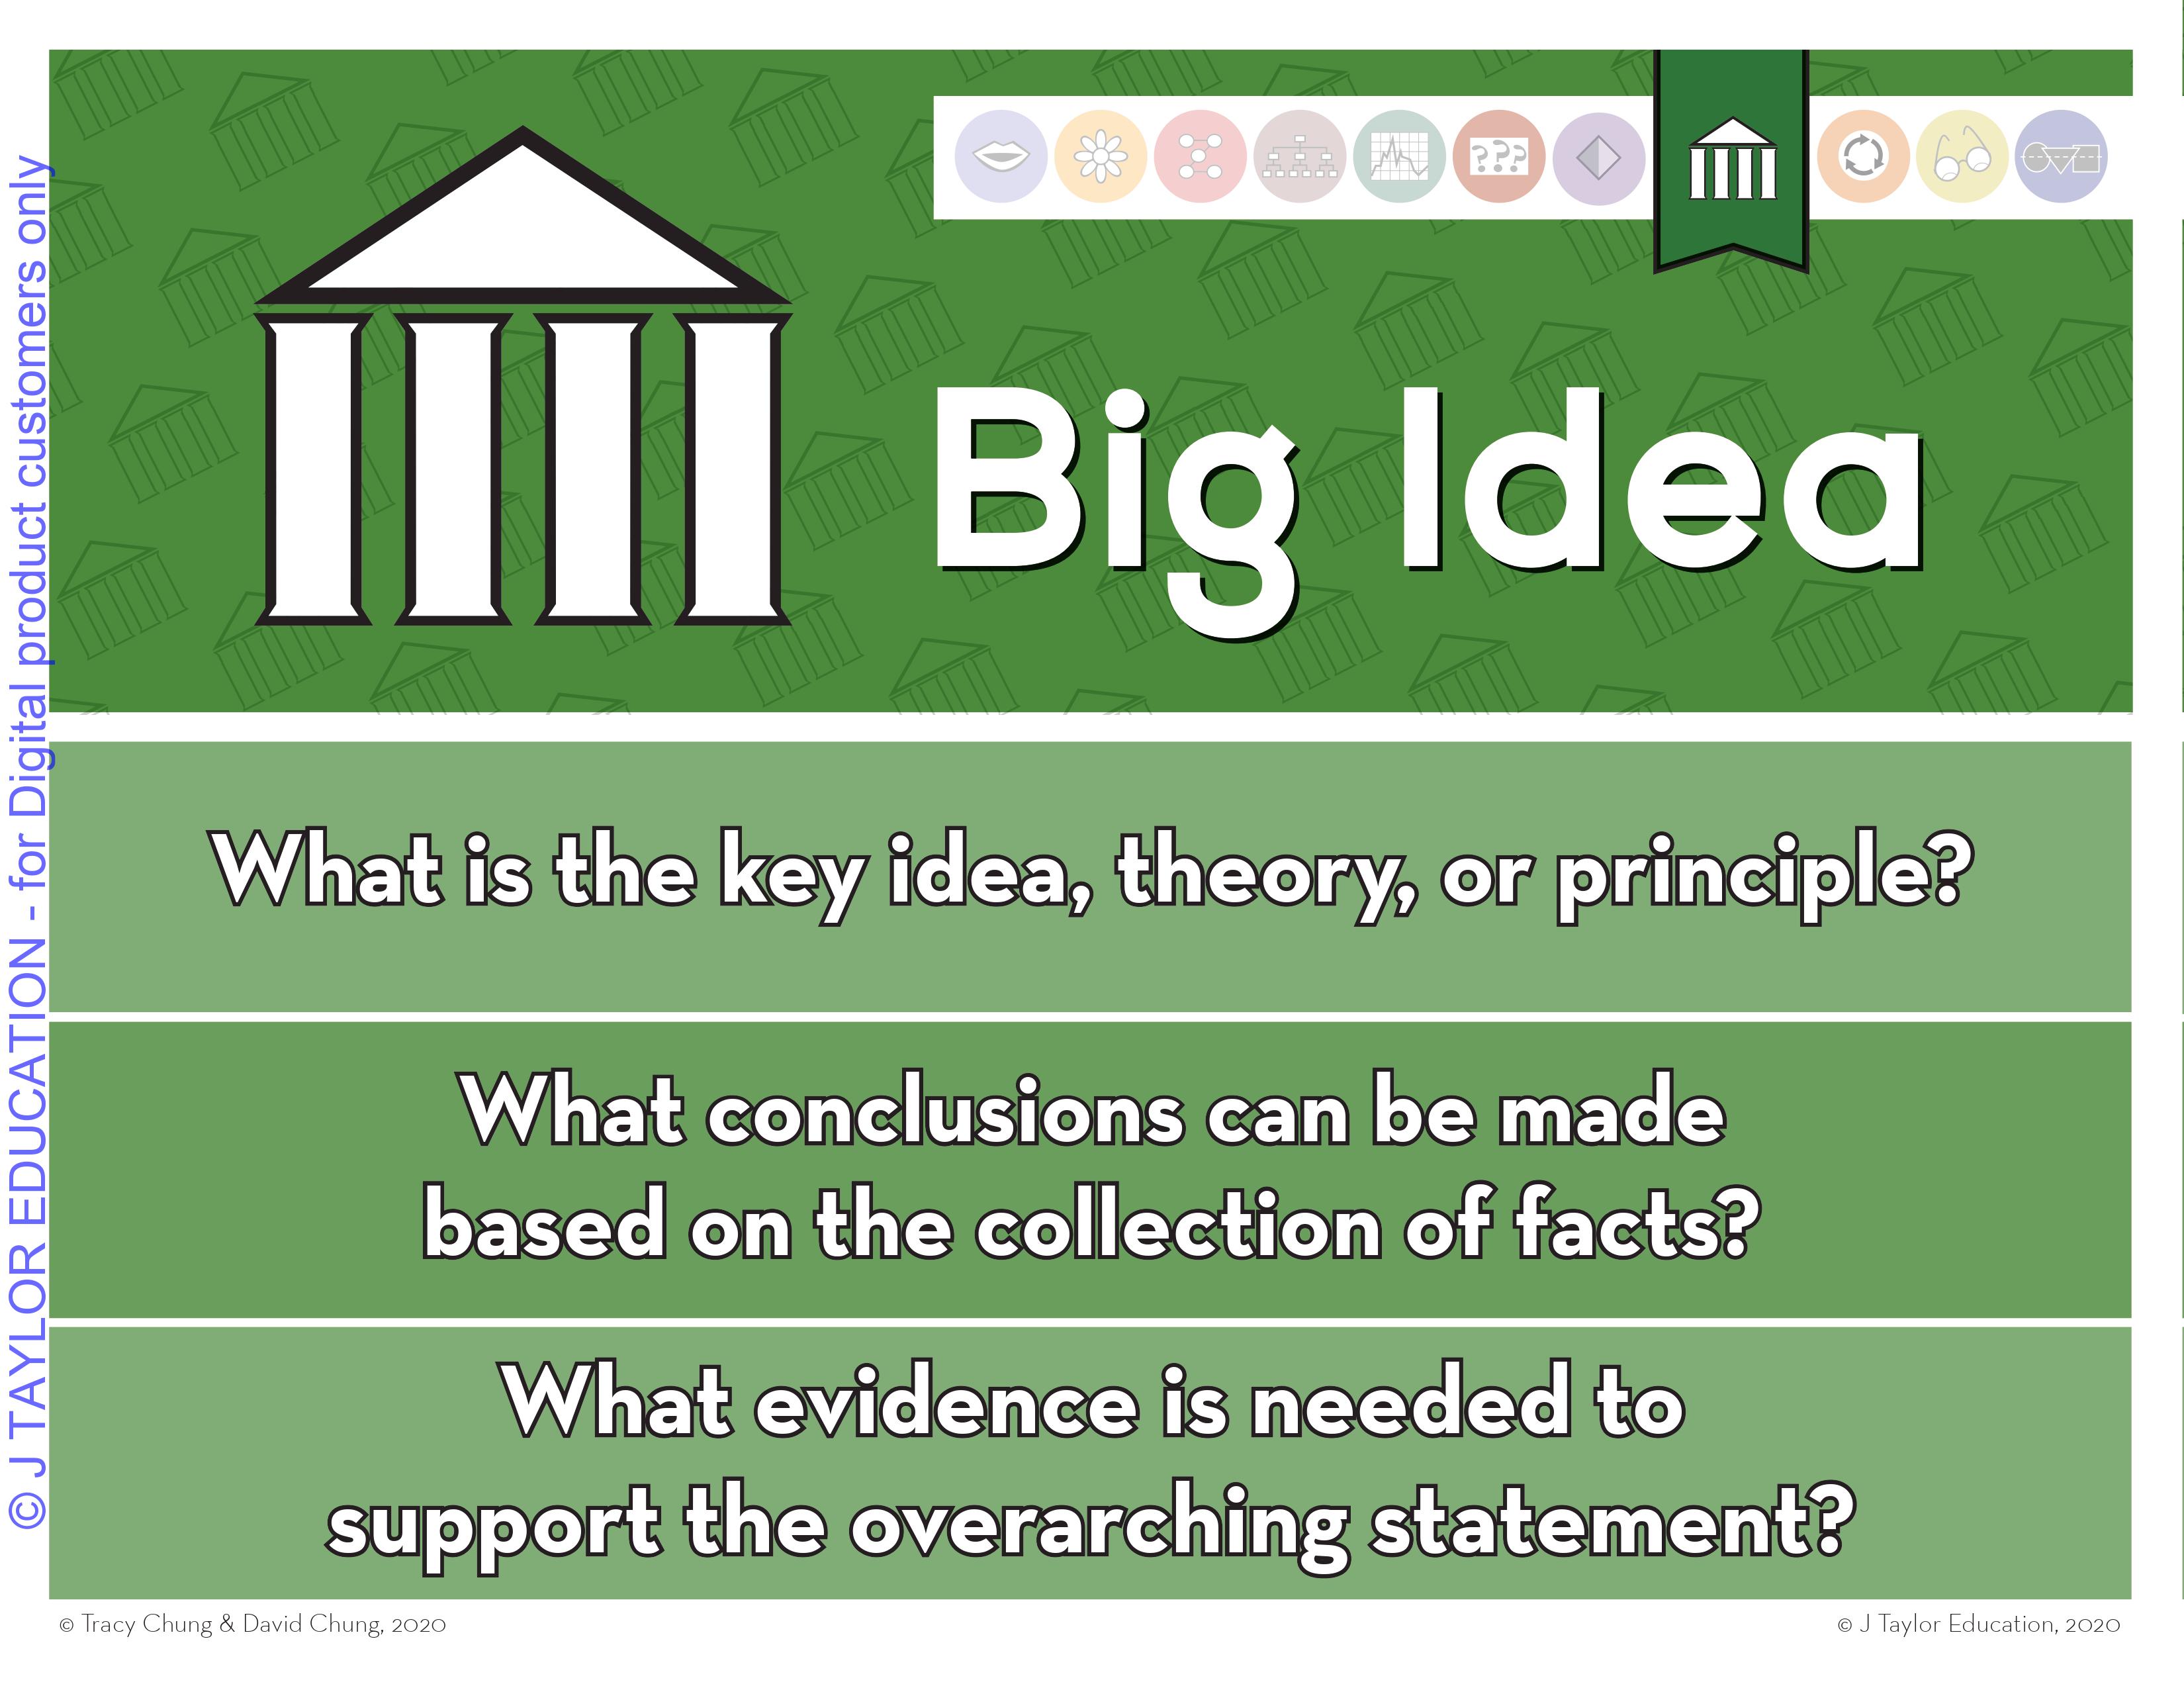 Big Idea
What is the key idea, theory, or principle?
What conclusions can be made
based on the collection of facts?
What evidence is needed to
support the overarching statement?
© Tracy Chung & David Chung, 2020
© J Taylor Education, 2020
© J TAYLOR EDUCATION - for Digital product customers only
???